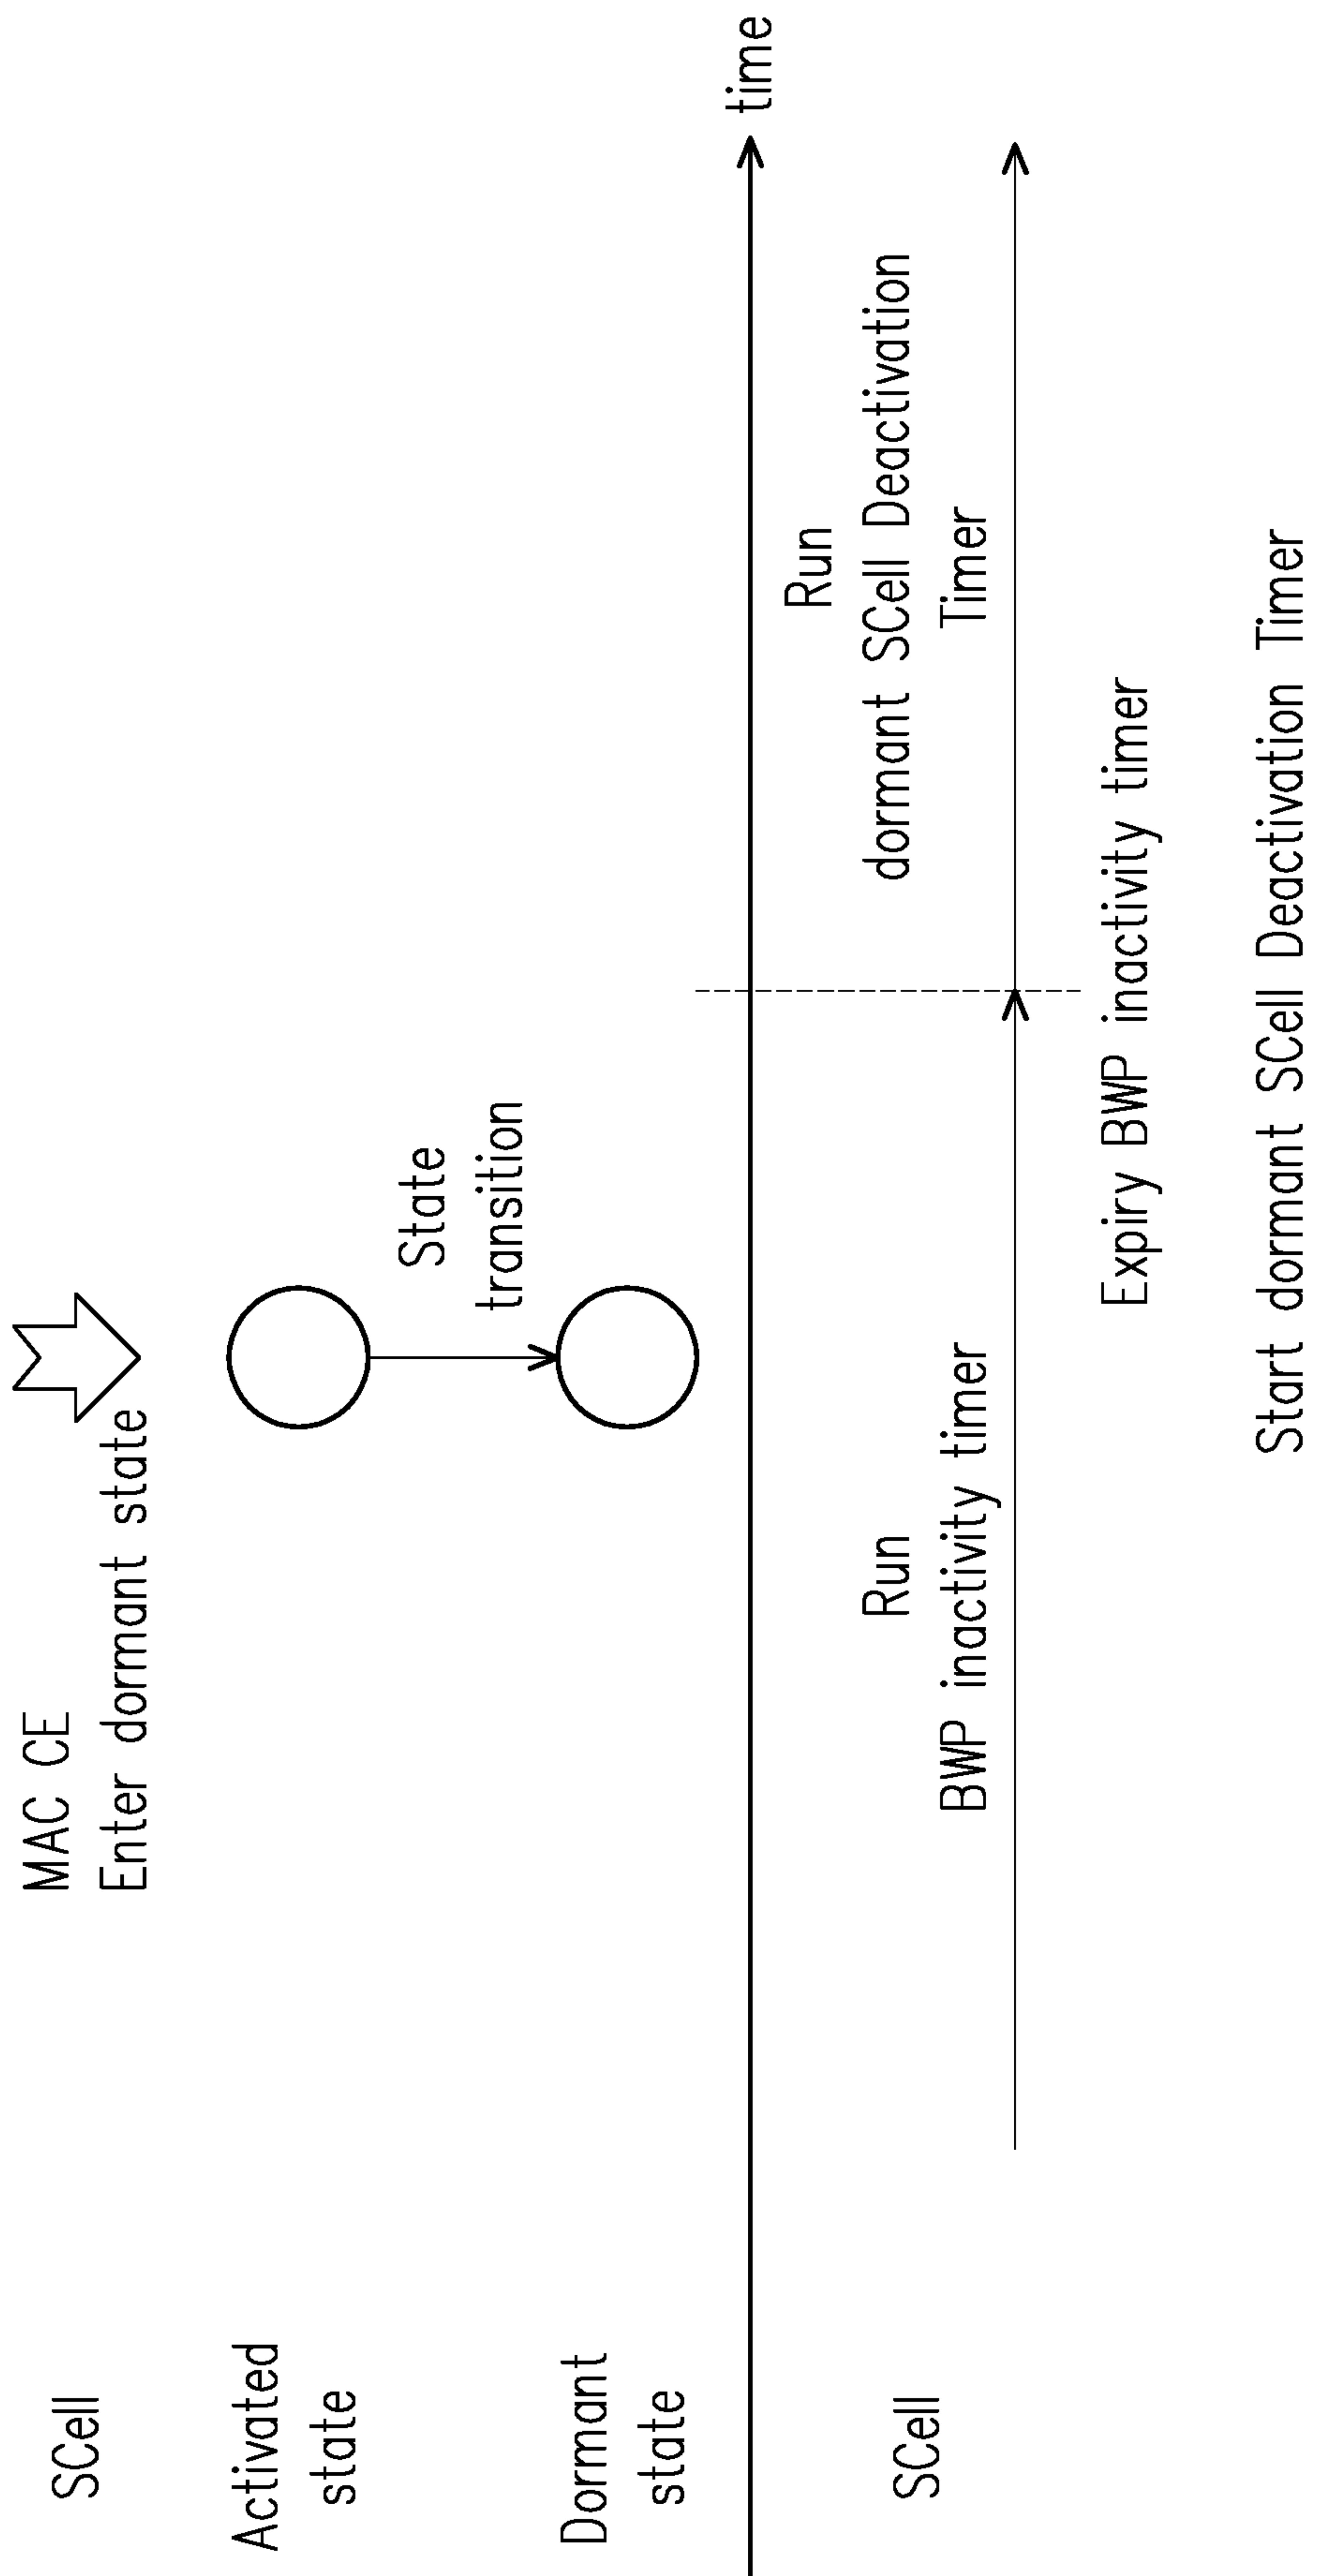 SCell
MAC CE
Enter dormant state
Activated
state
State
transition
Dormant
state
time
SCell
Run
BWP inactivity timer
Run
dormant SCell Deactivation
Timer
Expiry BWP inactivity timer
Start dormant SCell Deactivation Timer